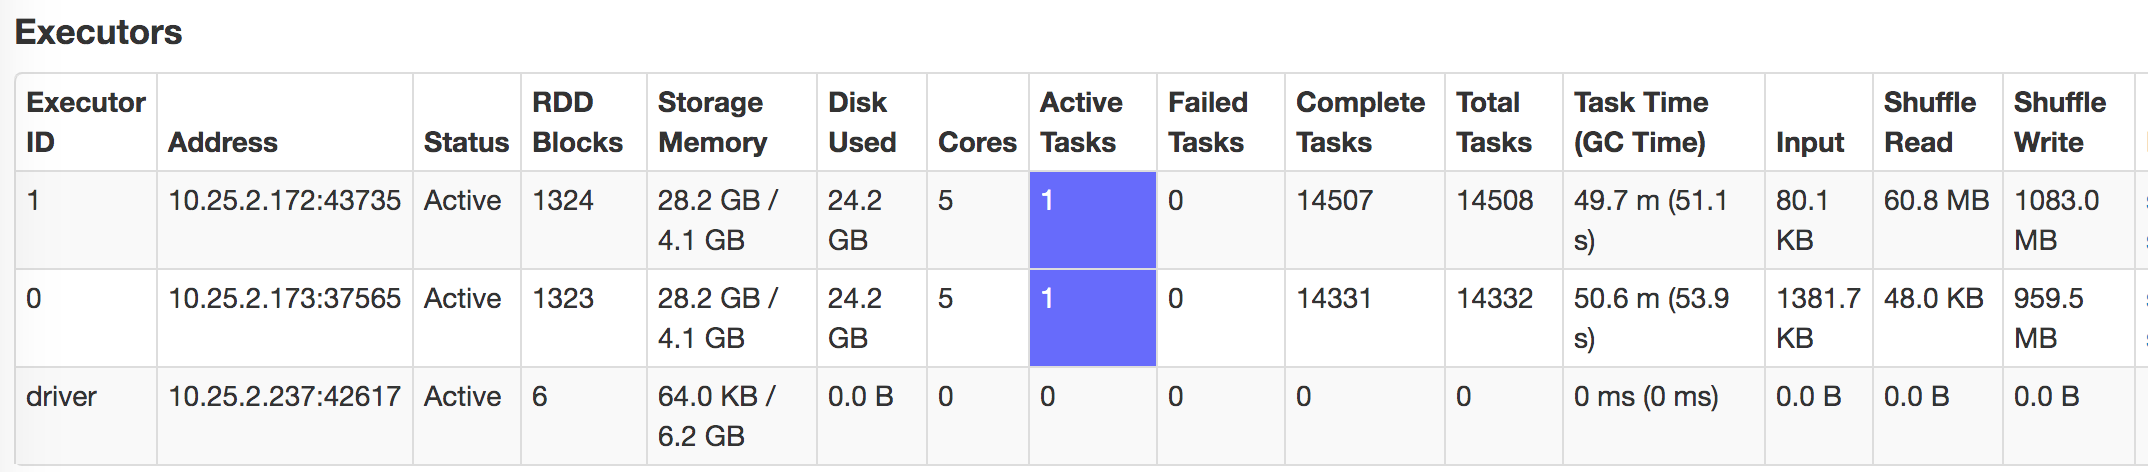 Executors
Executor ID	Address	Status	RDD Blocks	Storage Memory	Disk Used	Cores	Active Tasks	Failed Tasks	Complete Tasks	Total Tasks	Task Time (GC Time)	Input	Shuffle Read	Shuffle Write
1	10.25.2.172:43735	Active	1324	28.2 GB / 4.1 GB	24.2 GB	5	1	0	14507	14508	49.7 m (51.1 s)	80.1 KB	60.8 MB	1083.0 MB
0	10.25.2.173:37565	Active	1323	28.2 GB / 4.1 GB	24.2 GB	5	1	0	14331	14332	50.6 m (53.9 s)	1381.7 KB	48.0 KB	959.5 MB
driver	10.25.2.237:42617	Active	6	64.0 KB / 6.2 GB	0.0 B	0	0	0	0	0	0 ms (0 ms)	0.0 B	0.0 B	0.0 B